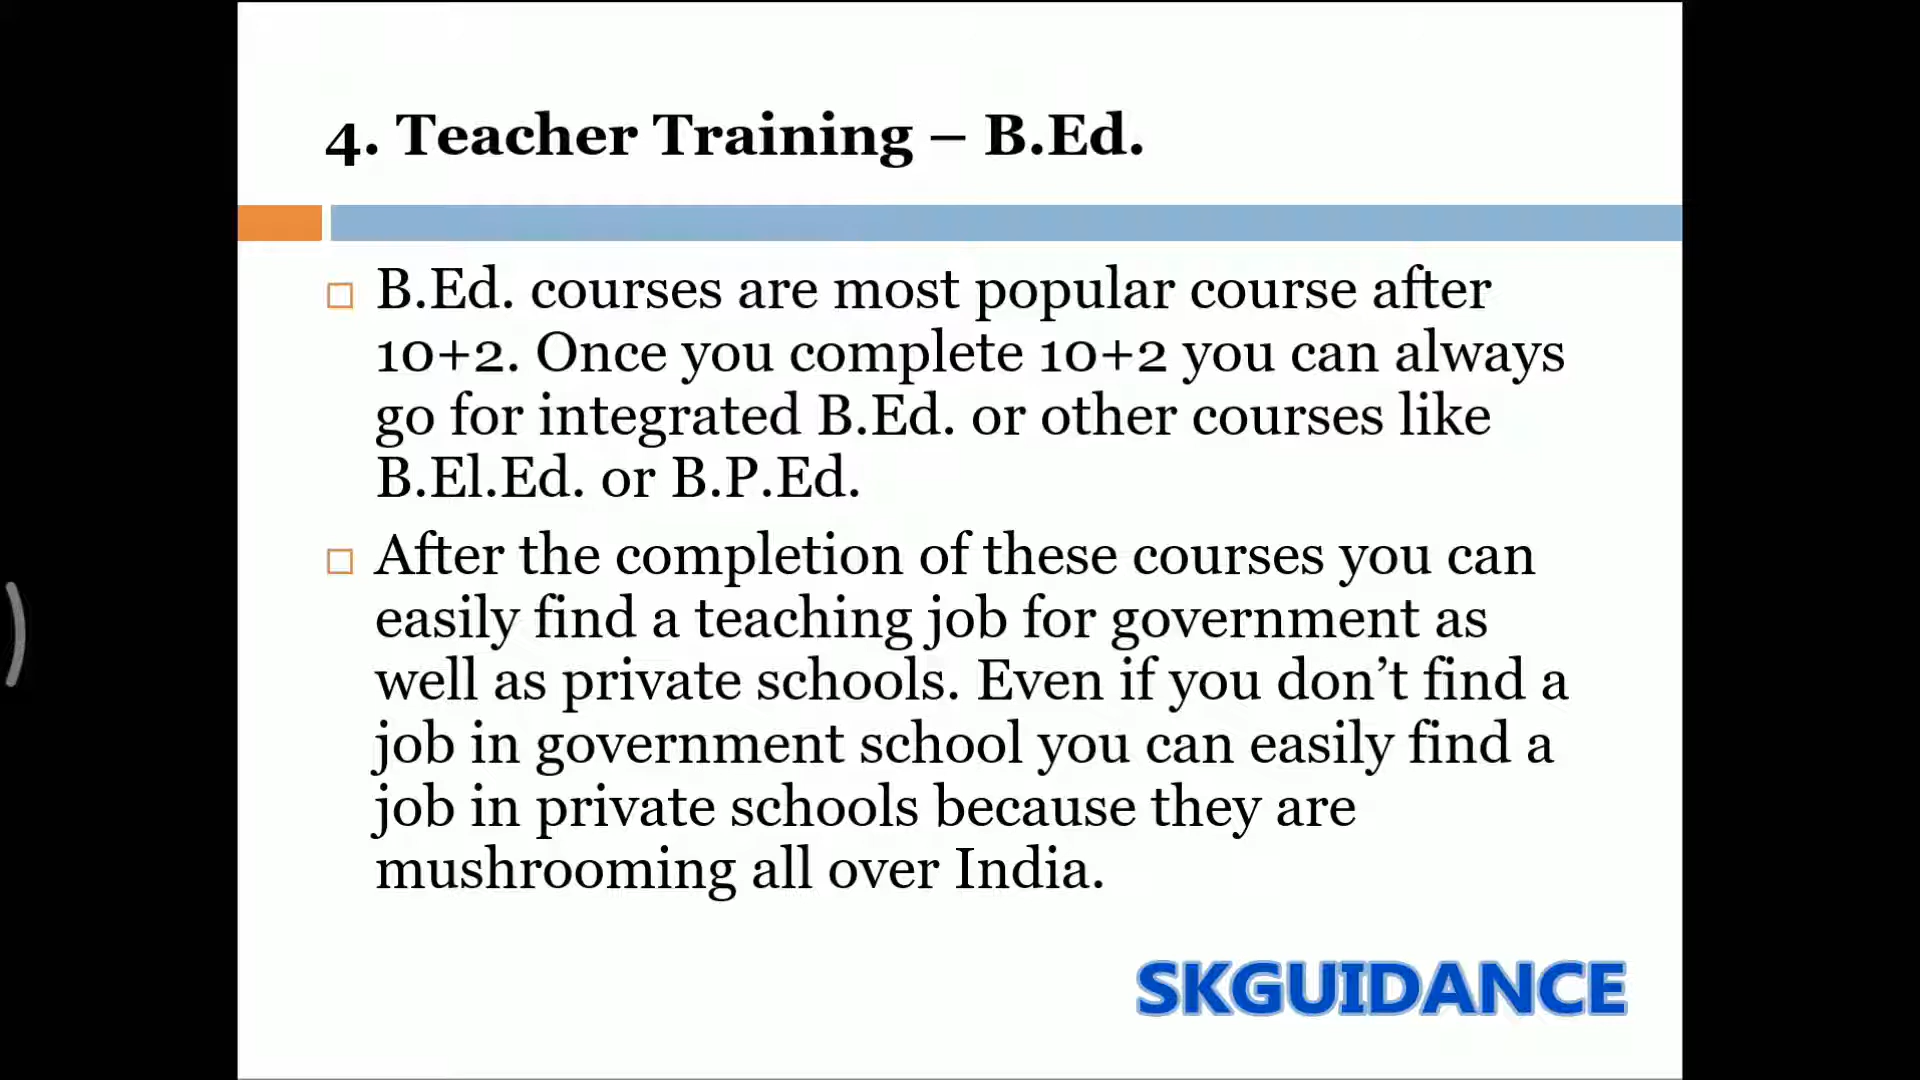 4. Teacher Training – B.Ed.
B.Ed. courses are most popular course after
10+2. Once you complete 10+2 you can always
go for integrated B.Ed. or other courses like
B.El.Ed. or B.P.Ed.
After the completion of these courses you can
easily find a teaching job for government as
well as private schools. Even if you don’t find a
job in government school you can easily find a
job in private schools because they are
mushrooming all over India.
SKGUIDANCE